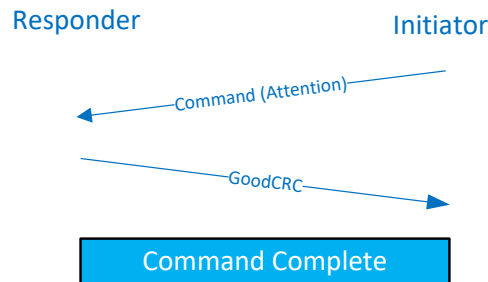 Responder
Initiator
Command (Attention)
GoodCRC
Command Complete